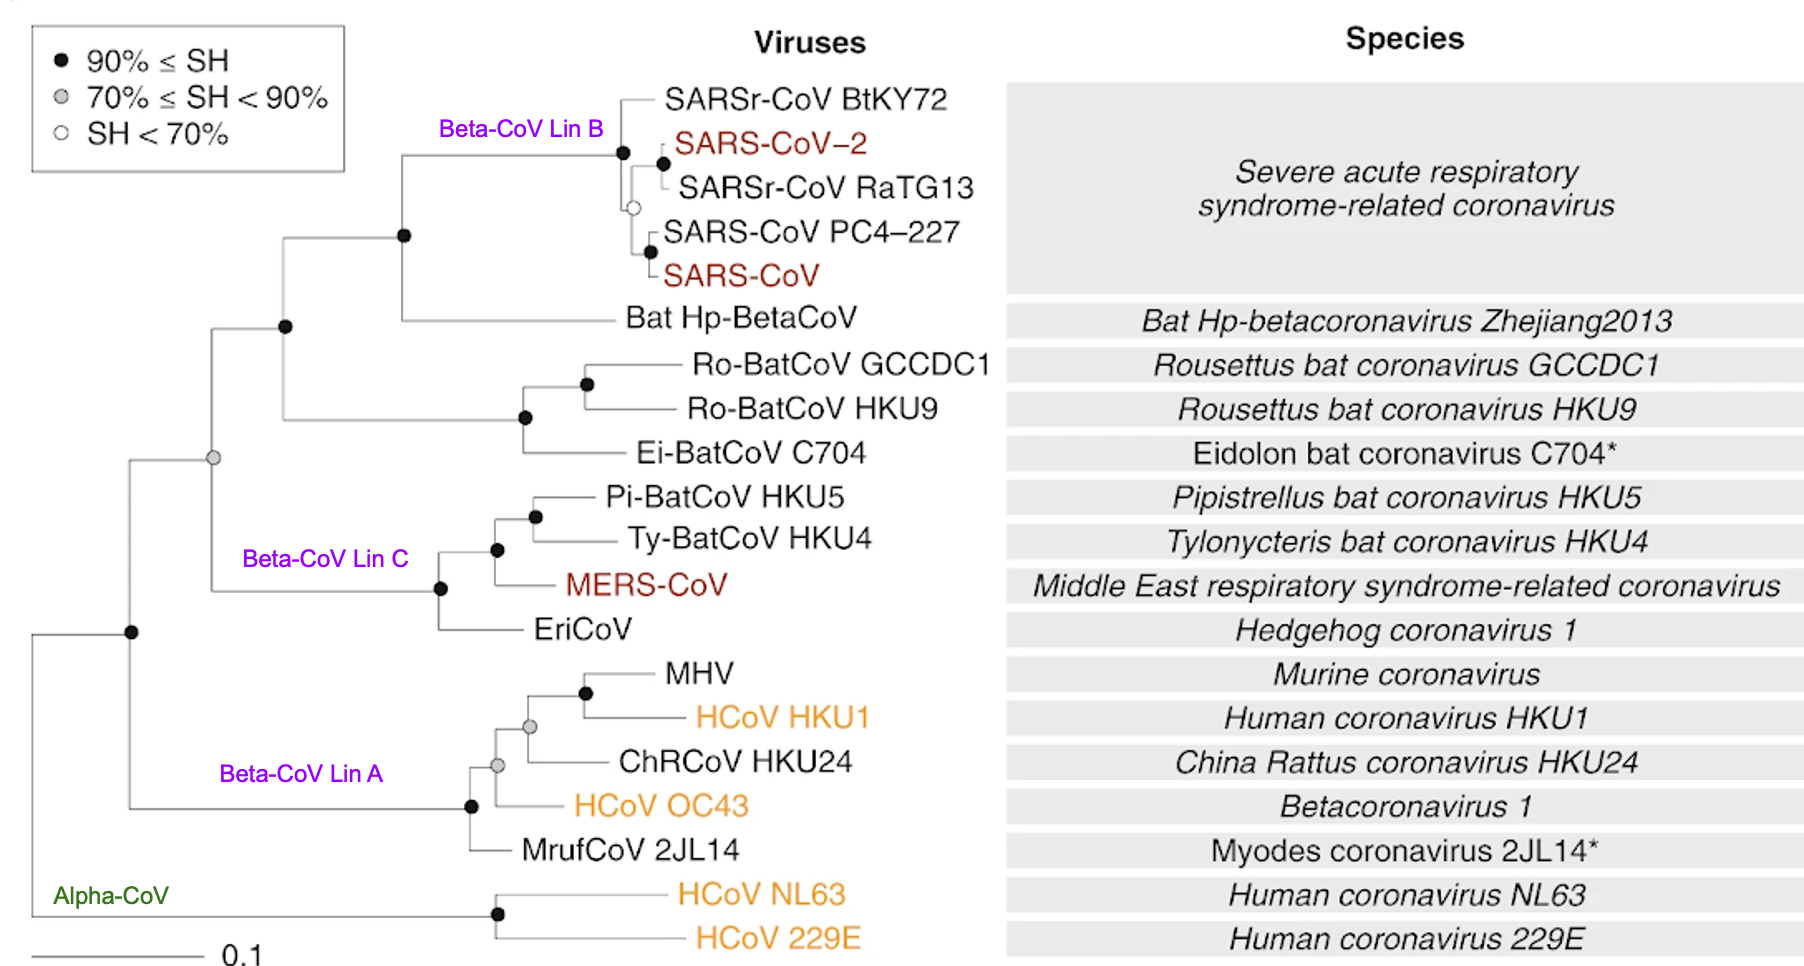 Viruses
Species
90% ≤ SH
70% ≤ SH < 90%
SH < 70%
Beta-CoV Lin B
SARSr-CoV BtKY72
SARS-CoV–2
SARSr-CoV RaTG13
SARS-CoV PC4–227
SARS-CoV
Severe acute respiratory
syndrome-related coronavirus
Bat Hp-BetaCoV
Bat Hp-betacoronavirus Zhejiang2013
Ro-BatCoV GCCDC1
Rousettus bat coronavirus GCCDC1
Ro-BatCoV HKU9
Rousettus bat coronavirus HKU9
Ei-BatCoV C704
Eidolon bat coronavirus C704*
Pi-BatCoV HKU5
Pipistrellus bat coronavirus HKU5
Ty-BatCoV HKU4
Tylonycteris bat coronavirus HKU4
Beta-CoV Lin C
MERS-CoV
Middle East respiratory syndrome-related coronavirus
EriCoV
Hedgehog coronavirus 1
MHV
Murine coronavirus
HCoV HKU1
Human coronavirus HKU1
ChRCoV HKU24
China Rattus coronavirus HKU24
Beta-CoV Lin A
HCoV OC43
Betacoronavirus 1
MrufCoV 2JL14
Myodes coronavirus 2JL14*
Alpha-CoV
HCoV NL63
Human coronavirus NL63
HCoV 229E
Human coronavirus 229E
0.1